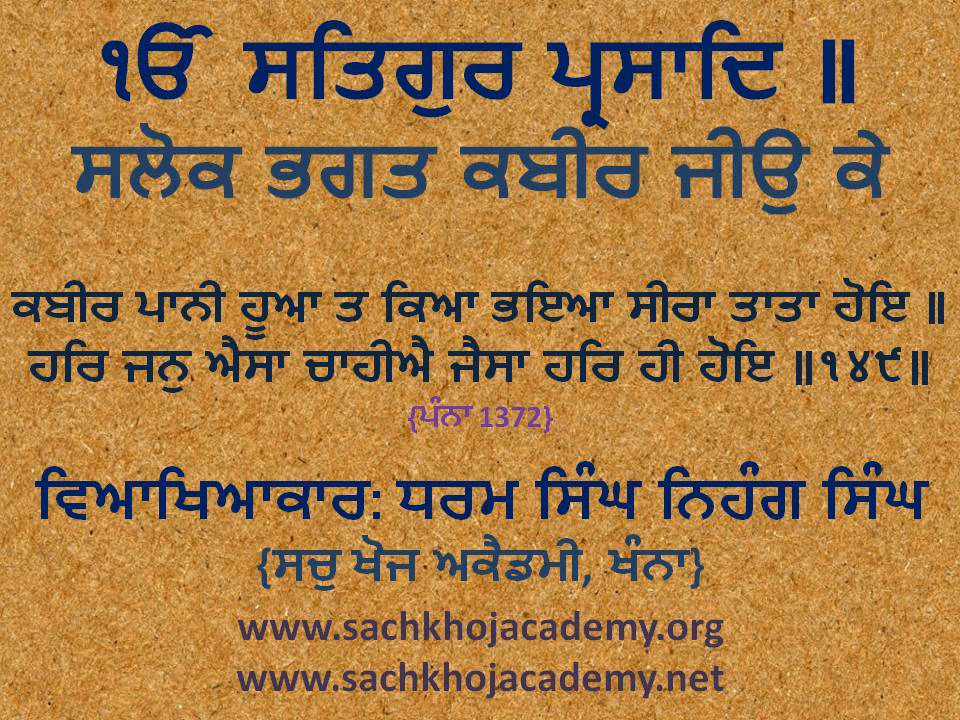 ੴ ਸਤਿਗੁਰ ਪ੍ਰਸਾਦਿ ॥
ਸਲੋਕ ਭਗਤ ਕਬੀਰ ਜੀਉ ਕੇ
ਕਬੀਰ ਪਾਨੀ ਹੂਆ ਤ ਕਿਆ ਭਇਆ ਸੀਰਾ ਤਾਤਾ ਹੋਇ ॥
ਹਰਿ ਜਨੁ ਐਸਾ ਚਾਹੀਐ ਜੈਸਾ ਹਰਿ ਹੀ ਹੋਇ ॥੧੪੯॥
{ਪੰਨਾ 1372}
ਵਿਆਖਿਆਕਾਰ: ਧਰਮ ਸਿੰਘ ਨਿਹੰਗ ਸਿੰਘ
{ਸਚੁ ਖੋਜ ਅਕੈਡਮੀ, ਖੰਨਾ}
www.sachkhojacademy.org
www.sachkhojacademy.net